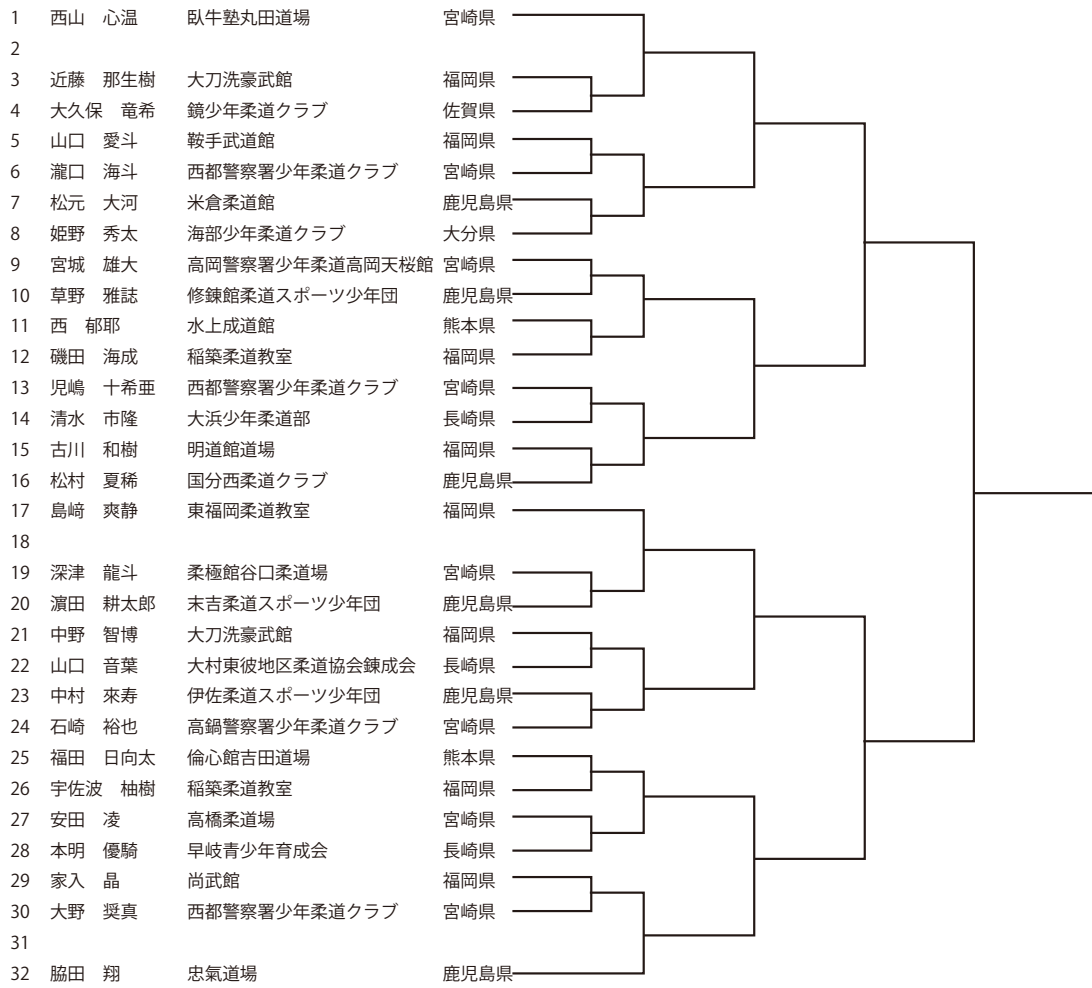 1 西山 心温 臥牛塾丸田道場 宮崎県
2
3 近藤 那生樹 大刀洗豪武館 福岡県
4 大久保 竜希 鏡少年柔道クラブ 佐賀県
5 山口 愛斗 鞍手武道館 福岡県
6 瀧口 海斗 西都警察署少年柔道クラブ 宮崎県
7 松元 大河 米倉柔道館 鹿児島県
8 姫野 秀太 海部少年柔道クラブ 大分県
9 宮城 雄大 高岡警察署少年柔道高岡天桜館 宮崎県
10 草野 雅誌 修錬館柔道スポーツ少年団 鹿児島県
11 西 郁耶 水上成道館 熊本県
12 磯田 海成 稲築柔道教室 福岡県
13 児嶋 十希亜 西都警察署少年柔道クラブ 宮崎県
14 清水 市隆 大浜少年柔道部 長崎県
15 古川 和樹 明道館道場 福岡県
16 松村 夏稀 国分西柔道クラブ 鹿児島県
17 島﨑 爽静 東福岡柔道教室 福岡県
18
19 深津 龍斗 柔極館谷口柔道場 宮崎県
20 濵田 耕太郎 末吉柔道スポーツ少年団 鹿児島県
21 中野 智博 大刀洗豪武館 福岡県
22 山口 音葉 大村東彼地区柔道協会錬成会 長崎県
23 中村 來寿 伊佐柔道スポーツ少年団 鹿児島県
24 石崎 裕也 高鍋警察署少年柔道クラブ 宮崎県
25 福田 日向太 倫心館吉田道場 熊本県
26 宇佐波 柚樹 稲築柔道教室 福岡県
27 安田 凌 高橋柔道場 宮崎県
28 本明 優騎 早岐青少年育成会 長崎県
29 家入 晶 尚武館 福岡県
30 大野 奨真 西都警察署少年柔道クラブ 宮崎県
31
32 脇田 翔 忠氣道場 鹿児島県